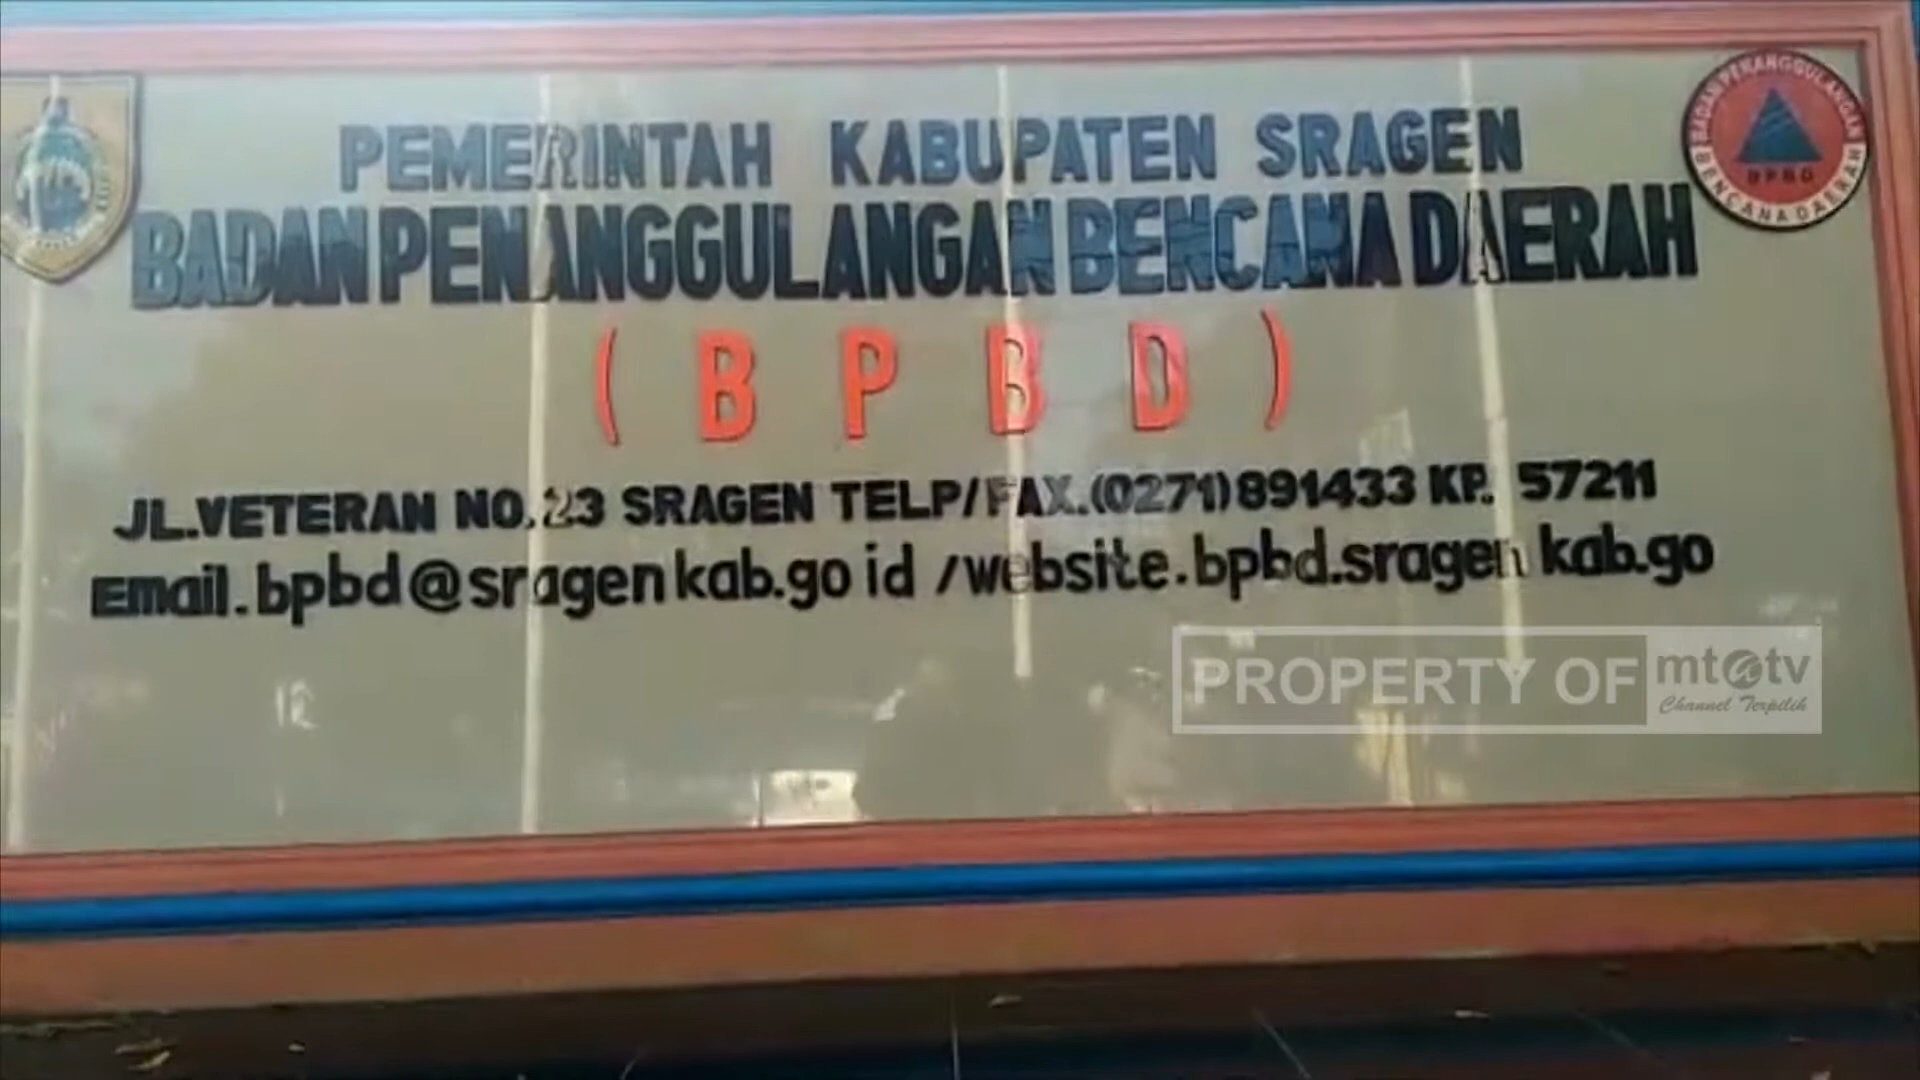 PEMERINTAH KABUPATEN SRAGEN
BADAN PENANGGULANGAN BENCANA DAERAH
( B P B D )
JL.VETERAN NO.23 SRAGEN TELP/FAX.(0271)891433 KP. 57211
Email.bpbd@sragenkab.go id /website.bpbd.sragen kab.go
BADAN PENANGGULANGAN
BPBD
BENCANA DAERAH
PROPERTY OF mtatv
Channel Terpilih